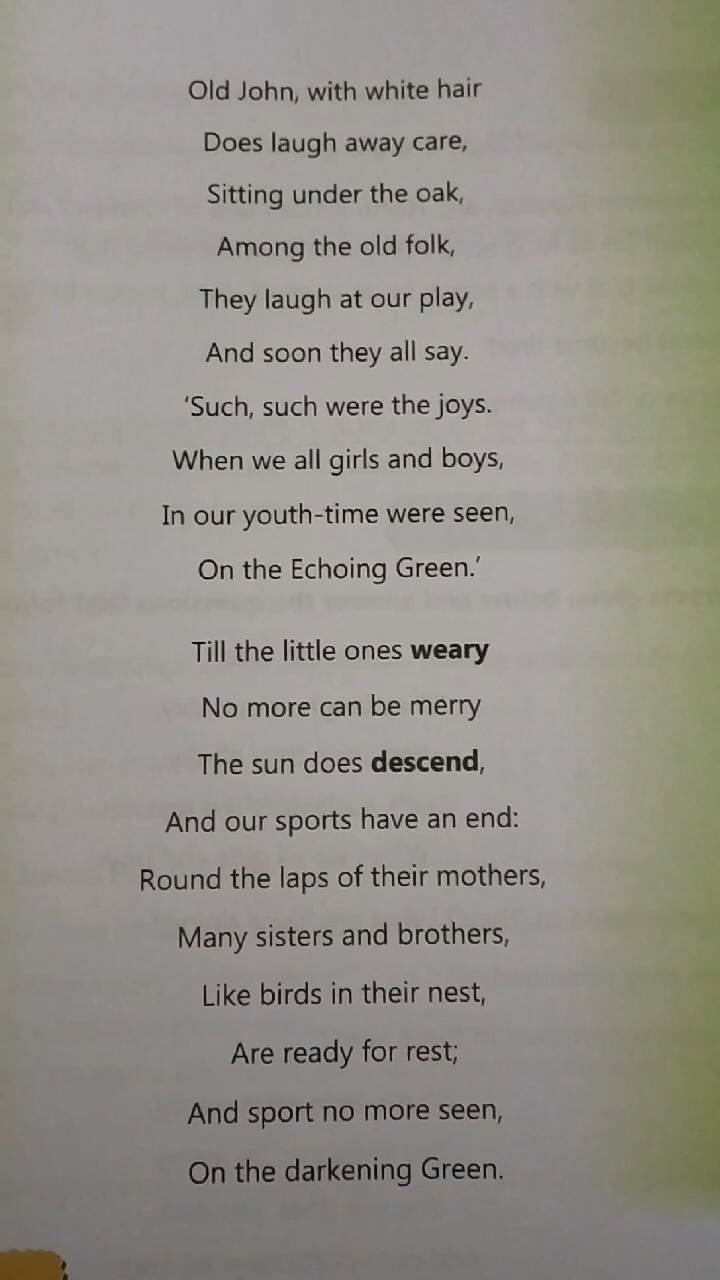 Old John, with white hair
Does laugh away care,
Sitting under the oak,
Among the old folk,
They laugh at our play,
And soon they all say.
‘Such, such were the joys.
When we all girls and boys,
In our youth-time were seen,
On the Echoing Green.’
Till the little ones weary
No more can be merry
The sun does descend,
And our sports have an end:
Round the laps of their mothers,
Many sisters and brothers,
Like birds in their nest,
Are ready for rest;
And sport no more seen,
On the darkening Green.